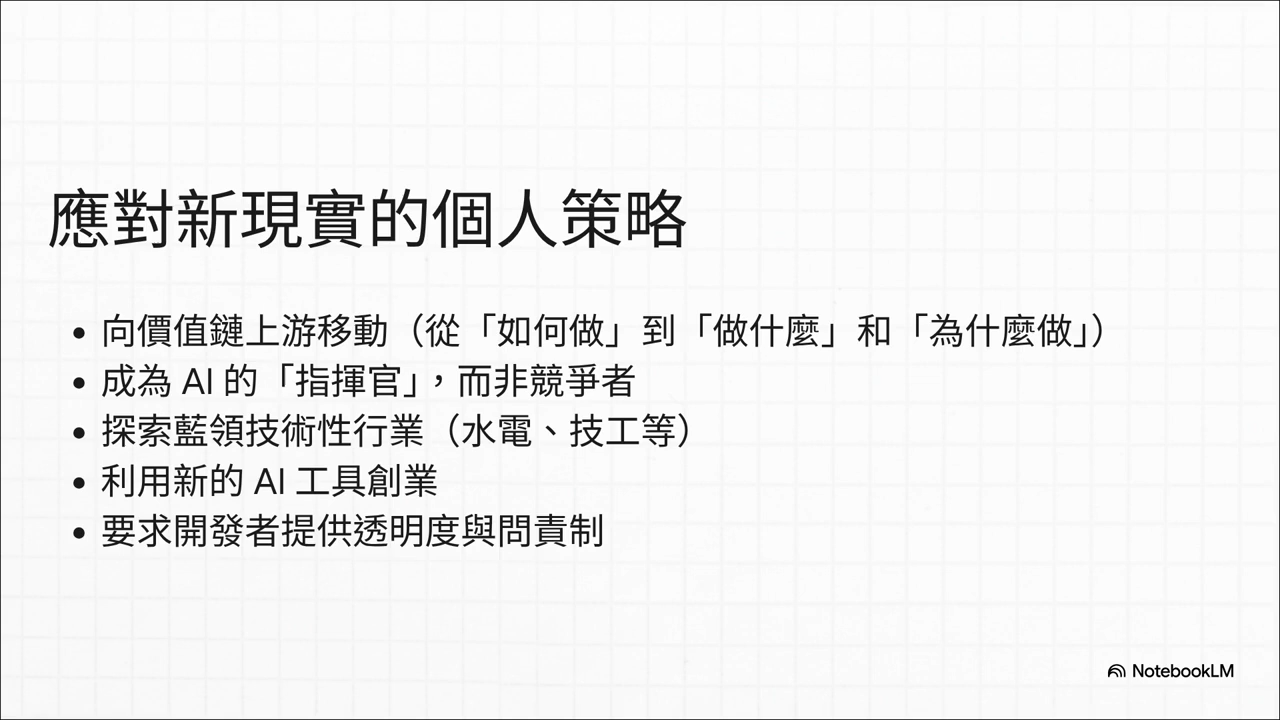 應對新現實的個人策略
• 向價值鏈上游移動（從「如何做」到「做什麼」和「為什麼做」）
• 成為 AI 的「指揮官」，而非競爭者
• 探索藍領技術性行業（水電、技工等）
• 利用新的 AI 工具創業
• 要求開發者提供透明度與問責制
NotebookLM